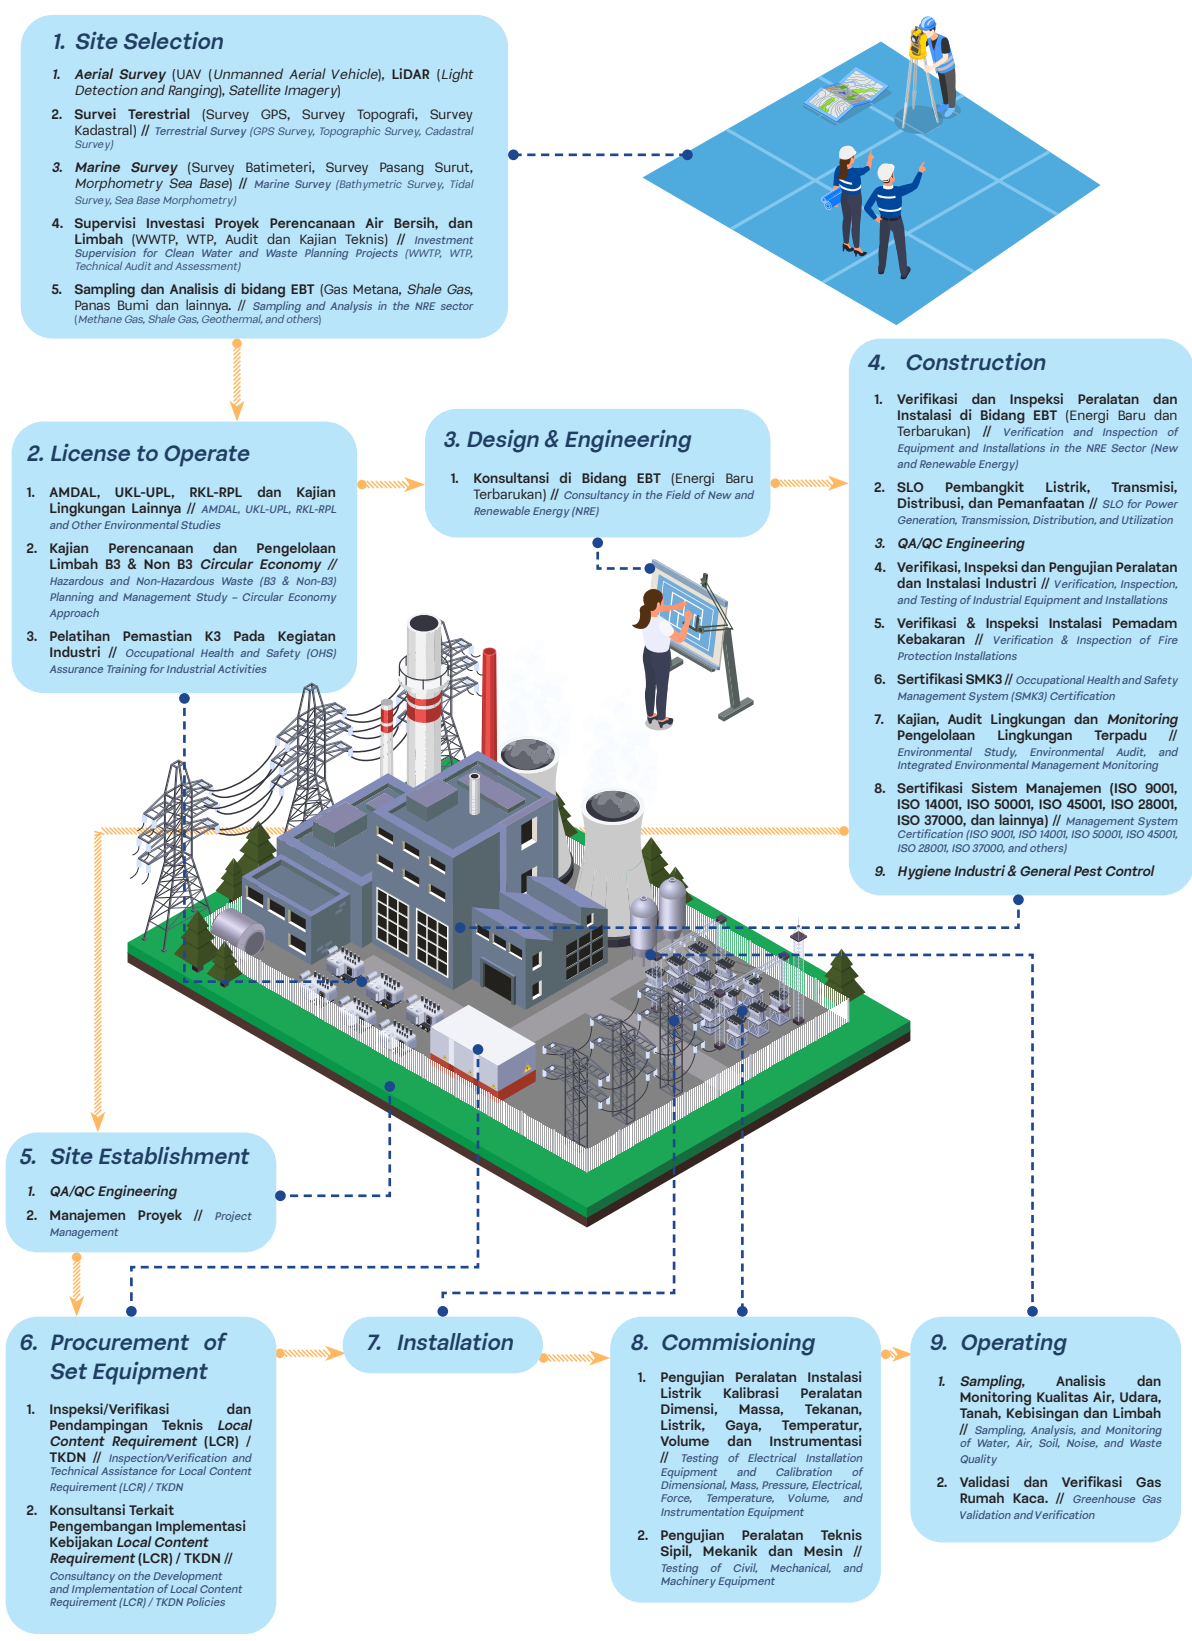 1. Site Selection
1. Aerial Survey (UAV (Unmanned Aerial Vehicle), LiDAR (Light
Detection and Ranging), Satellite Imagery)
2. Survei Terestrial (Survey GPS, Survey Topografi, Survey
Kadastral) // Terrestrial Survey (GPS Survey, Topographic Survey, Cadastral
Survey)
3. Marine Survey (Survey Batimeteri, Survey Pasang Surut,
Morphometry Sea Base) // Marine Survey (Bathymetric Survey, Tidal
Survey, Sea Base Morphometry)
4. Supervisi Investasi Proyek Perencanaan Air Bersih, dan
Limbah (WWTP, WTP, Audit dan Kajian Teknis) // Investment
Supervision for Clean Water and Waste Planning Projects (WWTP, WTP,
Technical Audit and Assessment)
5. Sampling dan Analisis di bidang EBT (Gas Metana, Shale Gas,
Panas Bumi dan lainnya. // Sampling and Analysis in the NRE sector
(Methane Gas, Shale Gas, Geothermal, and others)
2. License to Operate
1. AMDAL, UKL-UPL, RKL-RPL dan Kajian
Lingkungan Lainnya // AMDAL, UKL-UPL, RKL-RPL
and Other Environmental Studies
2. Kajian Perencanaan dan Pengelolaan
Limbah B3 & Non B3 Circular Economy //
Hazardous and Non-Hazardous Waste (B3 & Non-B3)
Planning and Management Study – Circular Economy
Approach
3. Pelatihan Pemastian K3 Pada Kegiatan
Industri // Occupational Health and Safety (OHS)
Assurance Training for Industrial Activities
3. Design & Engineering
1. Konsultansi di Bidang EBT (Energi Baru
Terbarukan) // Consultancy in the Field of New and
Renewable Energy (NRE)
4. Construction
1. Verifikasi dan Inspeksi Peralatan dan
Instalasi di Bidang EBT (Energi Baru dan
Terbarukan) // Verification and Inspection of
Equipment and Installations in the NRE Sector (New
and Renewable Energy)
2. SLO Pembangkit Listrik, Transmisi,
Distribusi, dan Pemanfaatan // SLO for Power
Generation, Transmission, Distribution, and Utilization
3. QA/QC Engineering
4. Verifikasi, Inspeksi dan Pengujian Peralatan
dan Instalasi Industri // Verification, Inspection,
and Testing of Industrial Equipment and Installations
5. Verifikasi & Inspeksi Instalasi Pemadam
Kebakaran // Verification & Inspection of Fire
Protection Installations
6. Sertifikasi SMK3 // Occupational Health and Safety
Management System (SMK3) Certification
7. Kajian, Audit Lingkungan dan Monitoring
Pengelolaan Lingkungan Terpadu //
Environmental Study, Environmental Audit, and
Integrated Environmental Management Monitoring
8. Sertifikasi Sistem Manajemen (ISO 9001,
ISO 14001, ISO 50001, ISO 45001, ISO 28001,
ISO 37000, dan lainnya) // Management System
Certification (ISO 9001, ISO 14001, ISO 50001, ISO 45001,
ISO 28001, ISO 37000, and others)
9. Hygiene Industri & General Pest Control
5. Site Establishment
1. QA/QC Engineering
2. Manajemen Proyek // Project
Management
6. Procurement of
Set Equipment
1. Inspeksi/Verifikasi dan
Pendampingan Teknis Local
Content Requirement (LCR) /
TKDN // Inspection/Verification and
Technical Assistance for Local Content
Requirement (LCR) / TKDN
2. Konsultansi Terkait
Pengembangan Implementasi
Kebijakan Local Content
Requirement (LCR) / TKDN //
Consultancy on the Development
and Implementation of Local Content
Requirement (LCR) / TKDN Policies
7. Installation
8. Commisioning
1. Pengujian Peralatan Instalasi
Listrik Kalibrasi Peralatan
Dimensi, Massa, Tekanan,
Listrik, Gaya, Temperatur,
Volume dan Instrumentasi
// Testing of Electrical Installation
Equipment and Calibration of
Dimensional, Mass, Pressure, Electrical,
Force, Temperature, Volume, and
Instrumentation Equipment
2. Pengujian Peralatan Teknis
Sipil, Mekanik dan Mesin //
Testing of Civil, Mechanical, and
Machinery Equipment
9. Operating
1. Sampling, Analisis dan
Monitoring Kualitas Air, Udara,
Tanah, Kebisingan dan Limbah
// Sampling, Analysis, and Monitoring
of Water, Air, Soil, Noise, and Waste
Quality
2. Validasi dan Verifikasi Gas
Rumah Kaca. // Greenhouse Gas
Validation and Verification